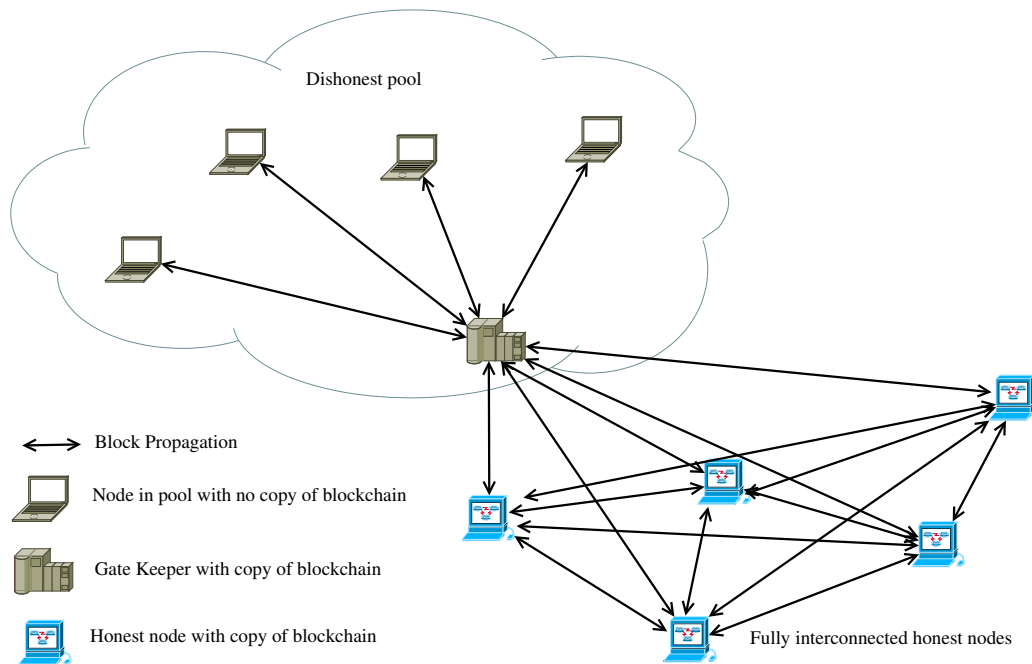 Dishonest pool
Block Propagation
Node in pool with no copy of blockchain
Gate Keeper with copy of blockchain
Honest node with copy of blockchain
Fully interconnected honest nodes